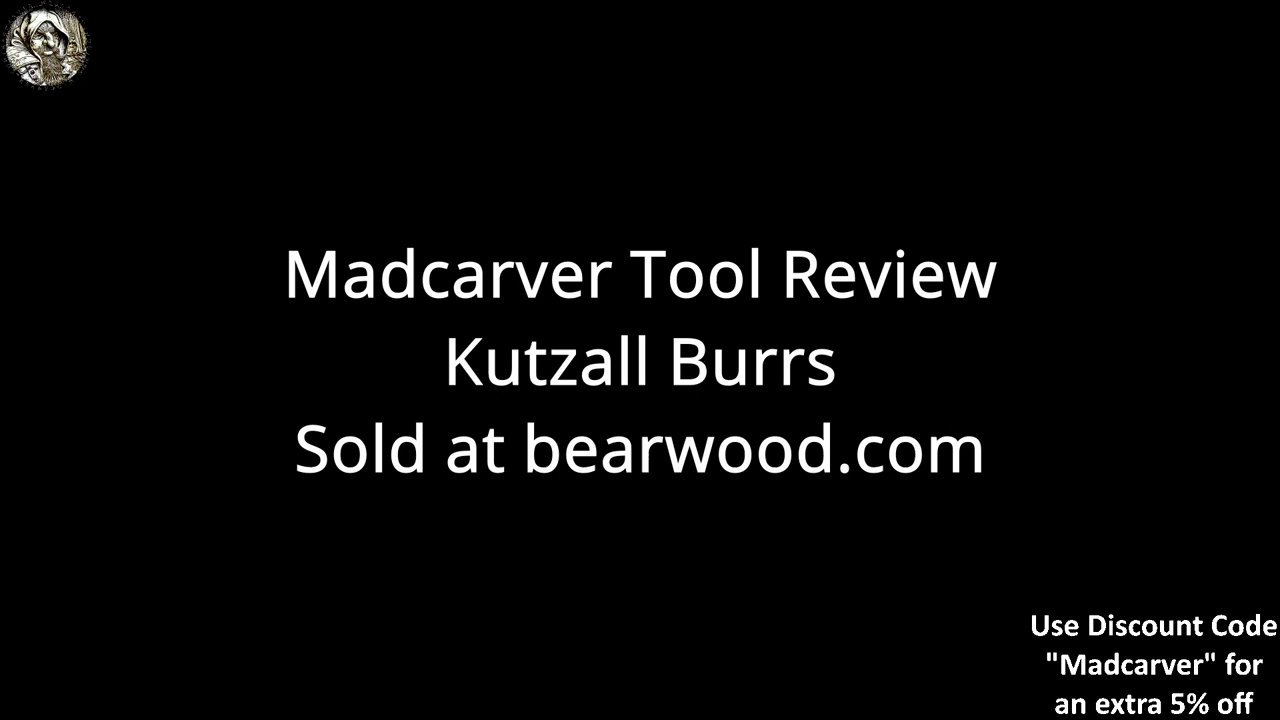 Madcarver Tool Review
Kutzall Burrs
Sold at bearwood.com
Use Discount Code
"Madcarver" for
an extra 5% off